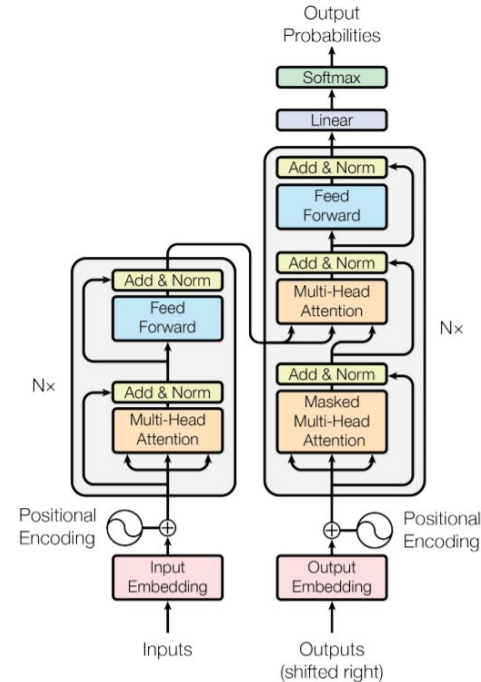 Output
Probabilities
Softmax
Linear
Add & Norm
Feed
Forward
Add & Norm
Multi-Head
Attention
Nx
Add & Norm
Masked
Multi-Head
Attention
Add & Norm
Feed
Forward
Nx
Add & Norm
Multi-Head
Attention
Positional
Encoding
Positional
Encoding
Input
Embedding
Output
Embedding
Inputs
Outputs
(shifted right)